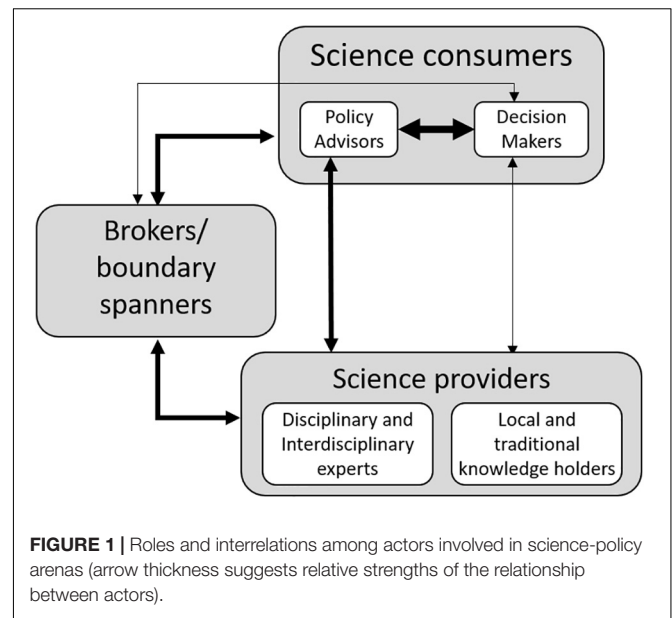 Science consumers
Policy
Advisors
Decision
Makers
Brokers/
boundary
spanners
Science providers
Disciplinary and
Interdisciplinary
experts
Local and
traditional
knowledge holders
FIGURE 1 | Roles and interrelations among actors involved in science-policy
arenas (arrow thickness suggests relative strengths of the relationship
between actors).